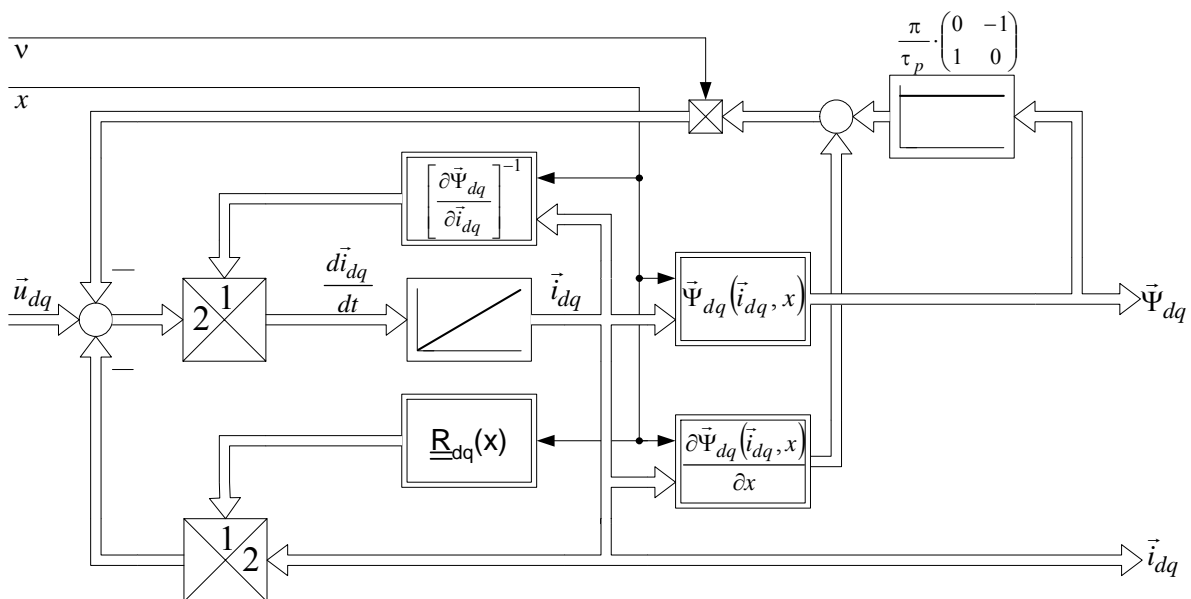 ν
x
π/τ_p · (0 −1
1 0)
[∂Ψ⃗_dq/∂i⃗_dq]^−1
—
u⃗_dq
2 1
di⃗_dq/dt
i⃗_dq
Ψ⃗_dq(i⃗_dq, x)
Ψ⃗_dq
—
R_dq(x)
∂Ψ⃗_dq(i⃗_dq, x)/∂x
1 2
i⃗_dq